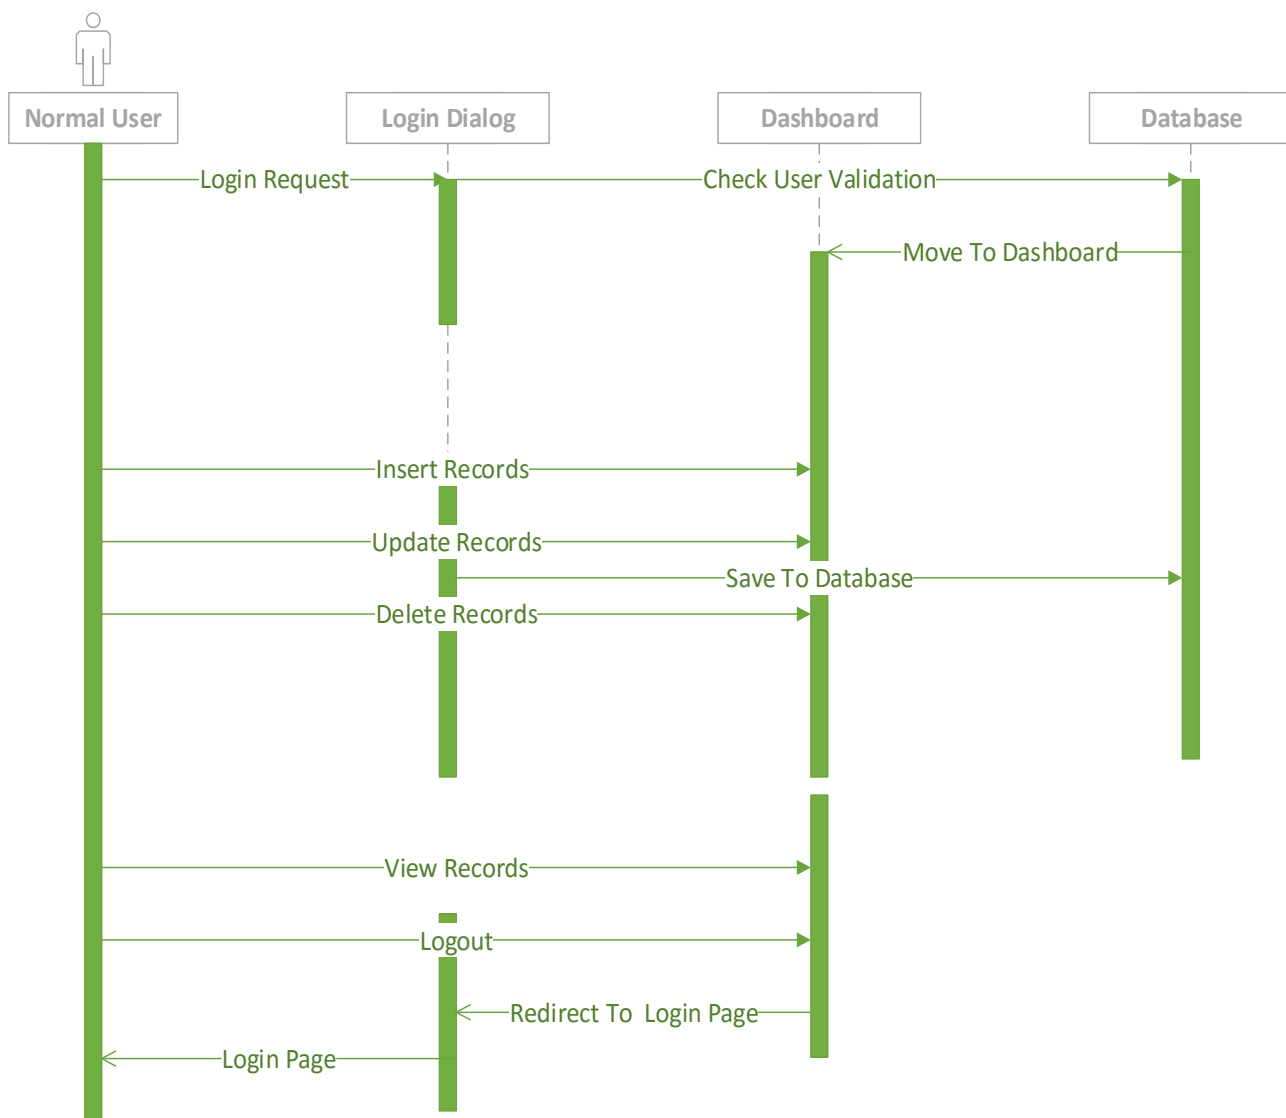 Normal User
Login Dialog
Dashboard
Database
Login Request
Check User Validation
Move To Dashboard
Insert Records
Update Records
Save To Database
Delete Records
View Records
Logout
Redirect To  Login Page
Login Page